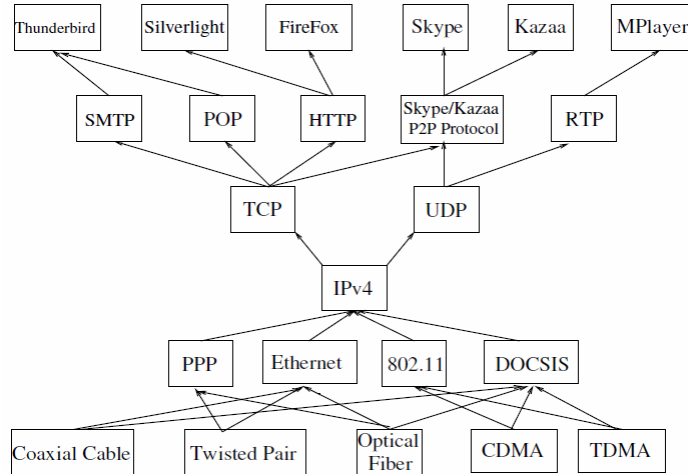 Thunderbird
Silverlight
FireFox
Skype
Kazaa
MPlayer
SMTP
POP
HTTP
Skype/Kazaa
P2P Protocol
RTP
TCP
UDP
IPv4
PPP
Ethernet
802.11
DOCSIS
Coaxial Cable
Twisted Pair
Optical
Fiber
CDMA
TDMA